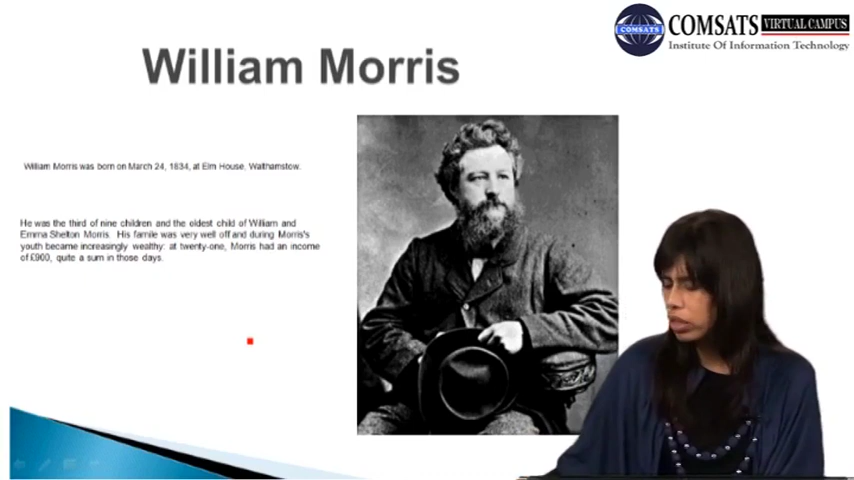 COMSATS VIRTUAL CAMPUS
Institute Of Information Technology
COMSATS
William Morris
William Morris was born on March 24, 1834, at Elm House, Walthamstow.
He was the third of nine children and the oldest child of William and
Emma Shelton Morris. His famile was very well off and during Morris's
youth became increasingly wealthy: at twenty-one, Morris had an income
of £900, quite a sum in those days.